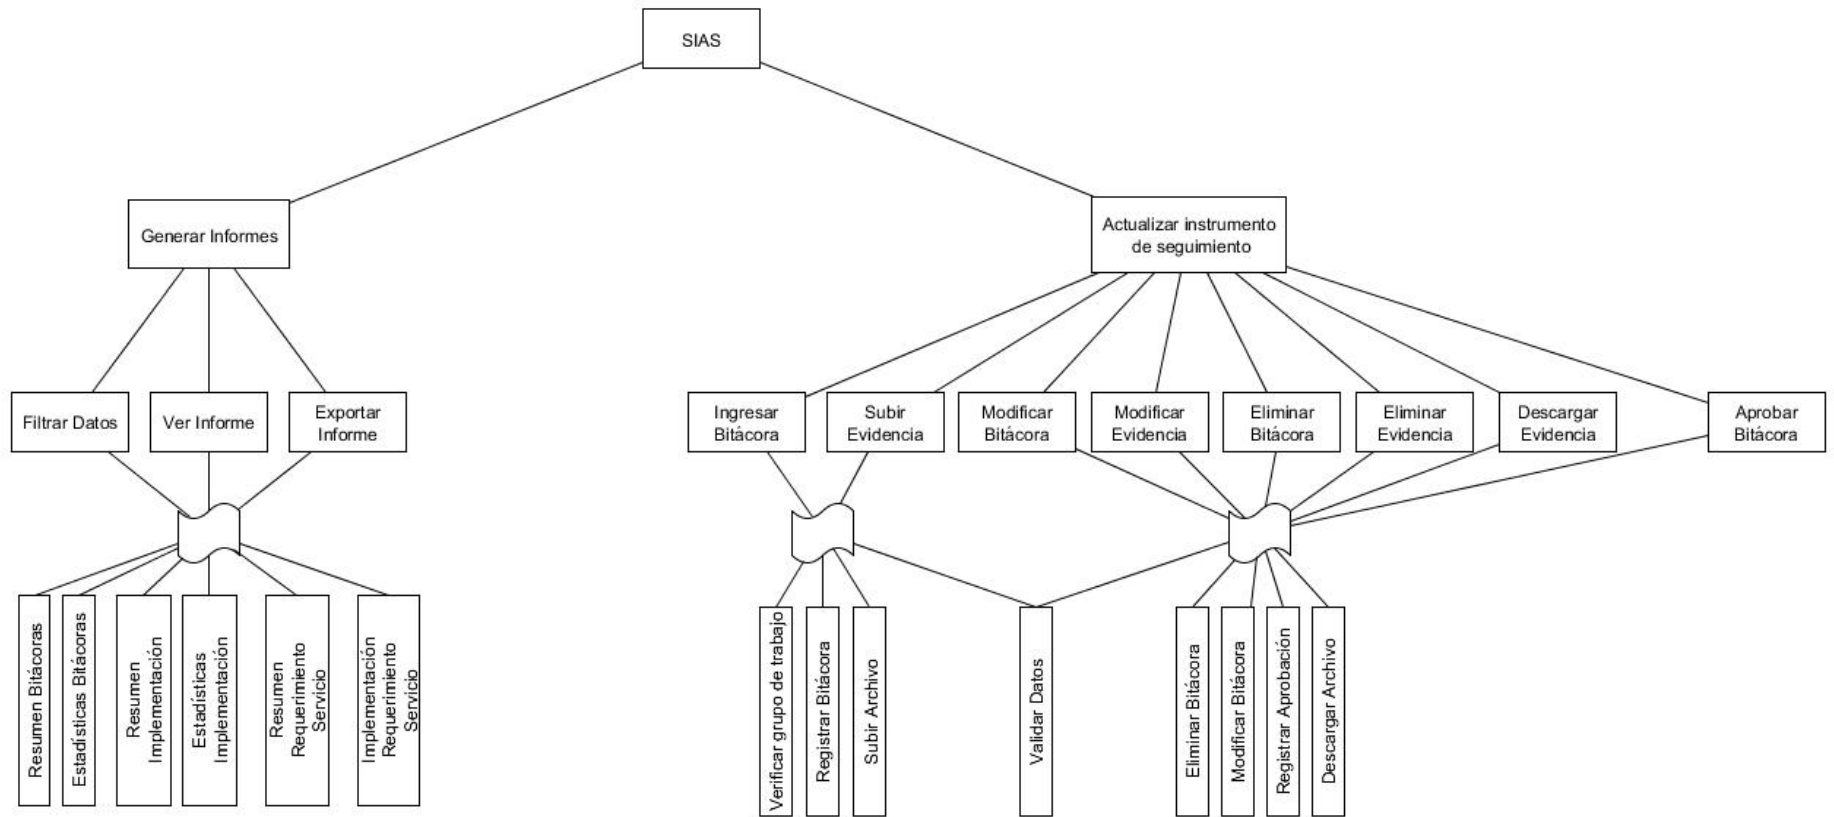 SIAS
Generar Informes
Actualizar instrumento
de seguimiento
Filtrar Datos
Ver Informe
Exportar
Informe
Ingresar
Bitácora
Subir
Evidencia
Modificar
Bitácora
Modificar
Evidencia
Eliminar
Bitácora
Eliminar
Evidencia
Descargar
Evidencia
Aprobar
Bitácora
Resumen Bitácoras
Estadísticas Bitácoras
Resumen
Implementación
Estadísticas
Implementación
Resumen
Requerimiento
Servicio
Implementación
Requerimiento
Servicio
Verificar grupo de trabajo
Registrar Bitácora
Subir Archivo
Validar Datos
Eliminar Bitácora
Modificar Bitácora
Registrar Aprobación
Descargar Archivo